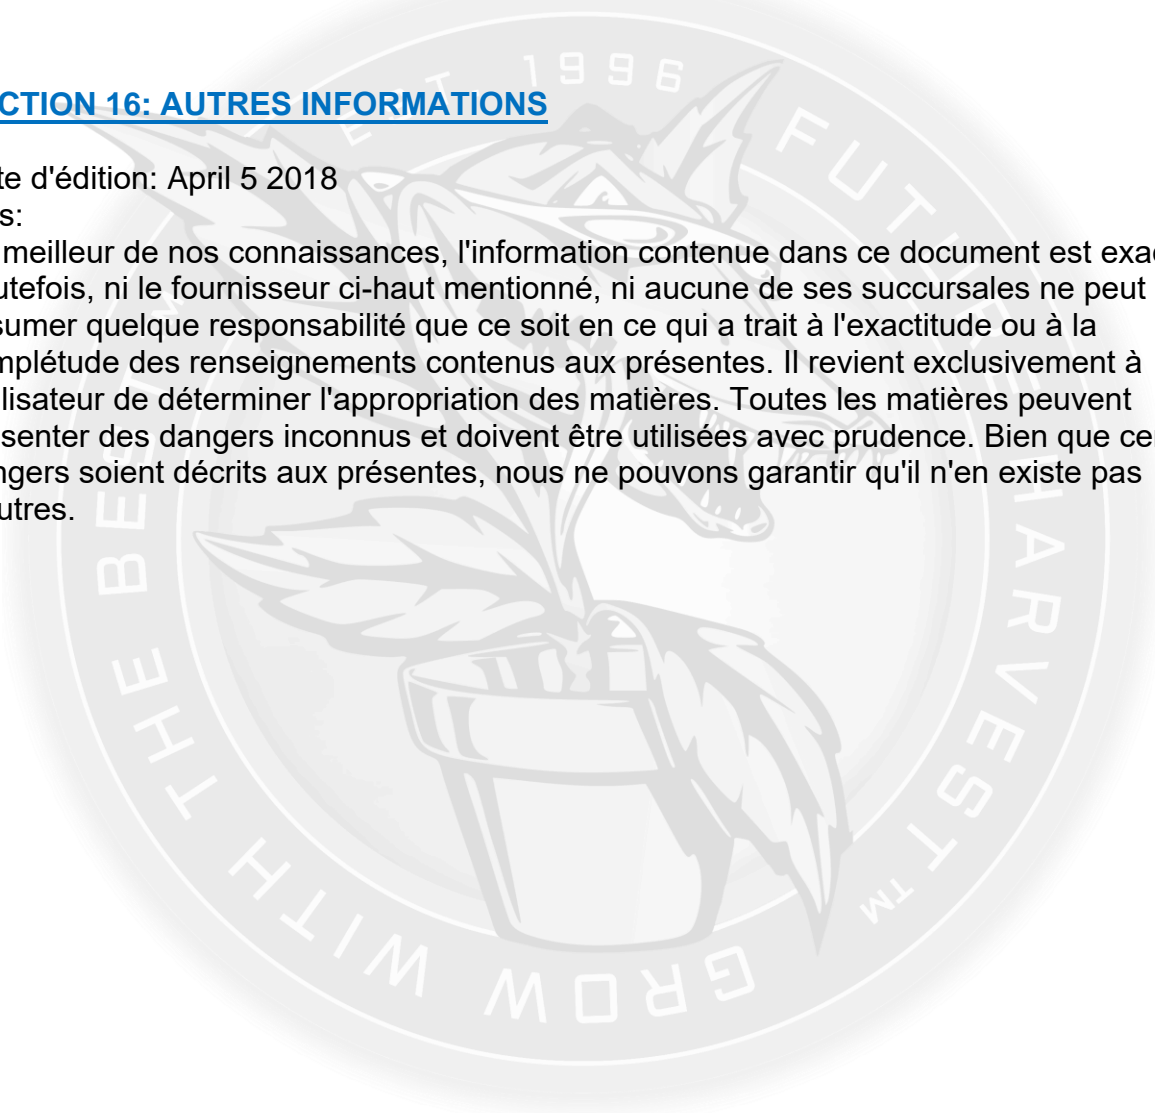 CTION 16: AUTRES INFORMATIONS
te d'édition: April 5 2018
s:
meilleur de nos connaissances, l'information contenue dans ce document est exac
utefois, ni le fournisseur ci-haut mentionné, ni aucune de ses succursales ne peut
sumer quelque responsabilité que ce soit en ce qui a trait à l'exactitude ou à la
mplétude des renseignements contenus aux présentes. Il revient exclusivement à
lisateur de déterminer l'appropriation des matières. Toutes les matières peuvent
senter des dangers inconnus et doivent être utilisées avec prudence. Bien que cer
ngers soient décrits aux présentes, nous ne pouvons garantir qu'il n'en existe pas
utres.
1996
FUTURE HARVEST™
GROW WITH THE BEST